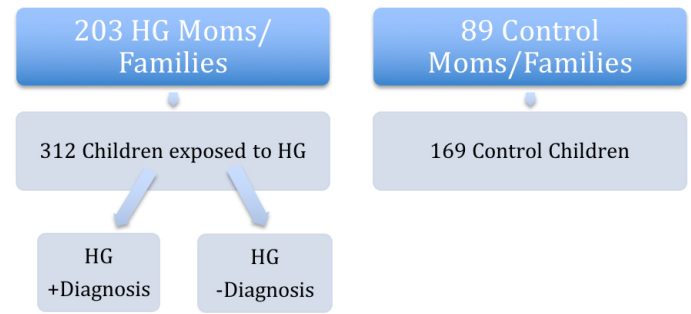 203 HG Moms/
Families
89 Control
Moms/Families
312 Children exposed to HG
169 Control Children
HG
+Diagnosis
HG
-Diagnosis